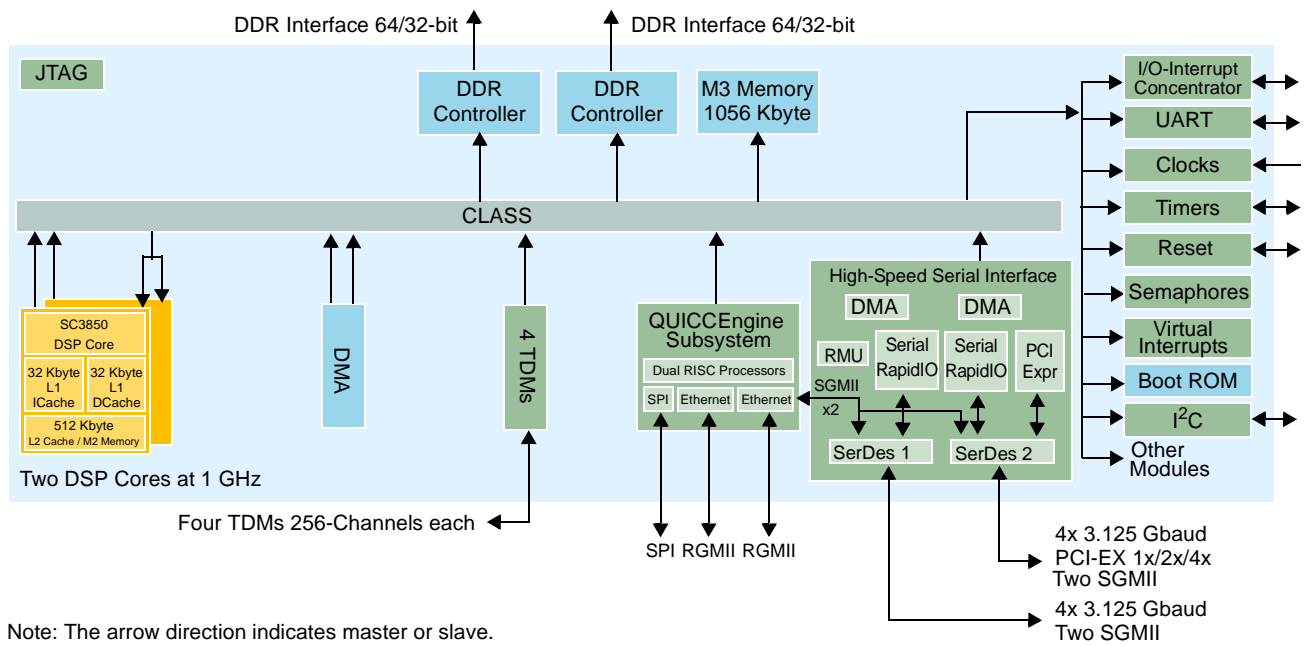 DDR Interface 64/32-bit
DDR Interface 64/32-bit
JTAG
DDR
Controller
DDR
Controller
M3 Memory
1056 Kbyte
I/O-Interrupt
Concentrator
UART
Clocks
Timers
Reset
Semaphores
Virtual
Interrupts
Boot ROM
I2C
Other
Modules
CLASS
SC3850
DSP Core
32 Kbyte
L1
ICache
32 Kbyte
L1
DCache
512 Kbyte
L2 Cache / M2 Memory
Two DSP Cores at 1 GHz
DMA
4 TDMs
Four TDMs 256-Channels each
QUICCEngine
Subsystem
Dual RISC Processors
SPI
Ethernet
Ethernet
SPI
RGMII
RGMII
High-Speed Serial Interface
DMA
DMA
RMU
Serial
RapidIO
Serial
RapidIO
PCI
Expr
SGMII
x2
SerDes 1
SerDes 2
4x 3.125 Gbaud
PCI-EX 1x/2x/4x
Two SGMII
4x 3.125 Gbaud
Two SGMII
Note: The arrow direction indicates master or slave.